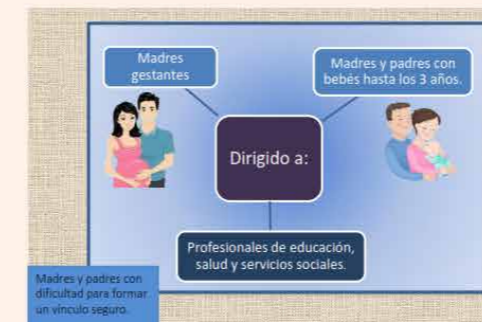 Madres
gestantes
Madres y padres con
bebés hasta los 3 años.
Dirigido a:
Profesionales de educación,
salud y servicios sociales.
Madres y padres con
dificultad para formar
un vínculo seguro.